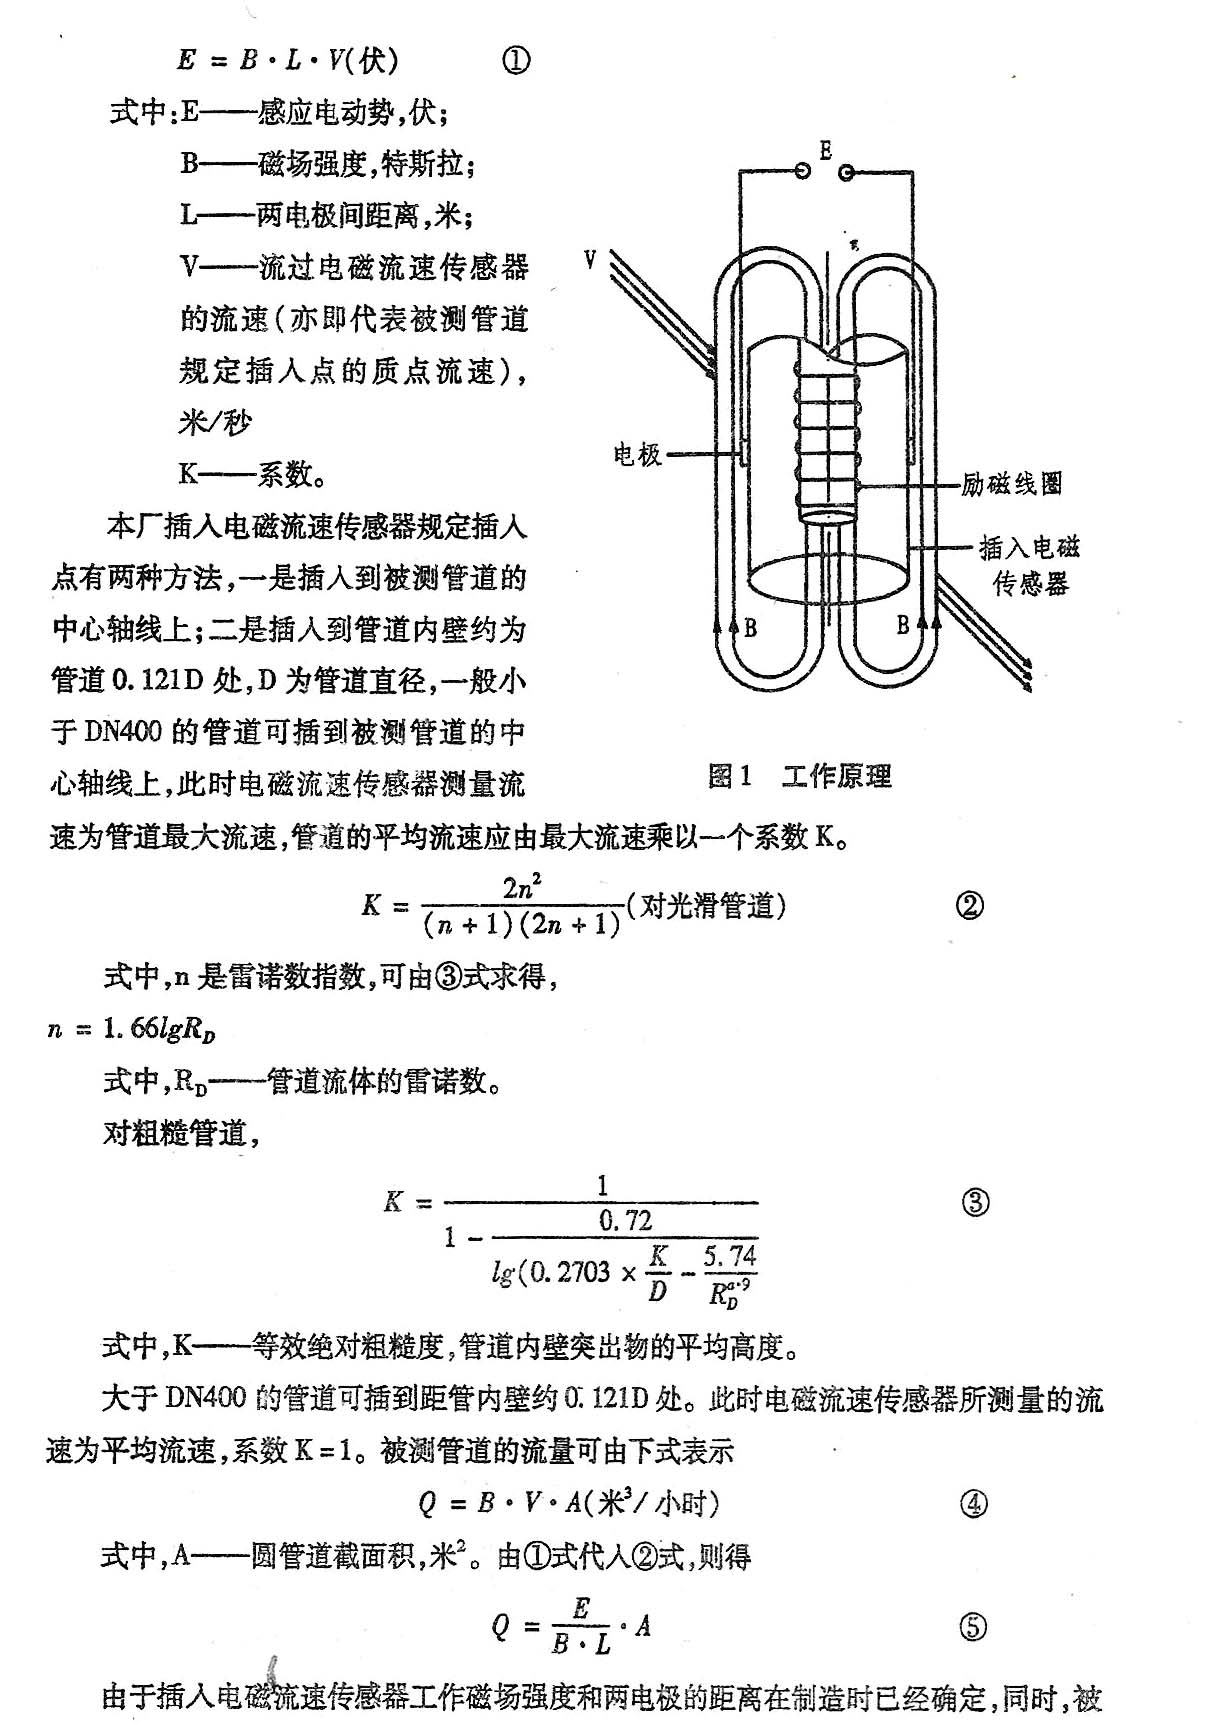 E = B·L·V(伏) ①
式中:E——感应电动势,伏;
B——磁场强度,特斯拉;
L——两电极间距离,米;
V——流过电磁流速传感器
的流速(亦即代表被测管道
规定插入点的质点流速),
米/秒
K——系数。
本厂插入电磁流速传感器规定插入
点有两种方法,一是插入到被测管道的
中心轴线上;二是插入到管道内壁约为
管道0.121D 处,D 为管道直径,一般小
于 DN400 的管道可插到被测管道的中
心轴线上,此时电磁流速传感器测量流
E
V
电极
励磁线圈
插入电磁
传感器
B
B
图1 工作原理
速为管道最大流速,管道的平均流速应由最大流速乘以一个系数 K。
K = 2n²/((n + 1)(2n + 1)) (对光滑管道) ②
式中,n 是雷诺数指数,可由③式求得,
n = 1.66lgR_D
式中,R_D——管道流体的雷诺数。
对粗糙管道,
K = 1/(1 - 0.72/(lg(0.2703 × K/D - 5.74/R_D^{a·9})) ③
式中,K——等效绝对粗糙度,管道内壁突出物的平均高度。
大于 DN400 的管道可插到距管内壁约0.121D 处。此时电磁流速传感器所测量的流
速为平均流速,系数 K=1。被测管道的流量可由下式表示
Q = B·V·A(米³/小时) ④
式中,A——圆管道截面积,米²。由①式代入②式,则得
Q = E/(B·L)·A ⑤
由于插入电磁流速传感器工作磁场强度和两电极的距离在制造时已经确定,同时,被